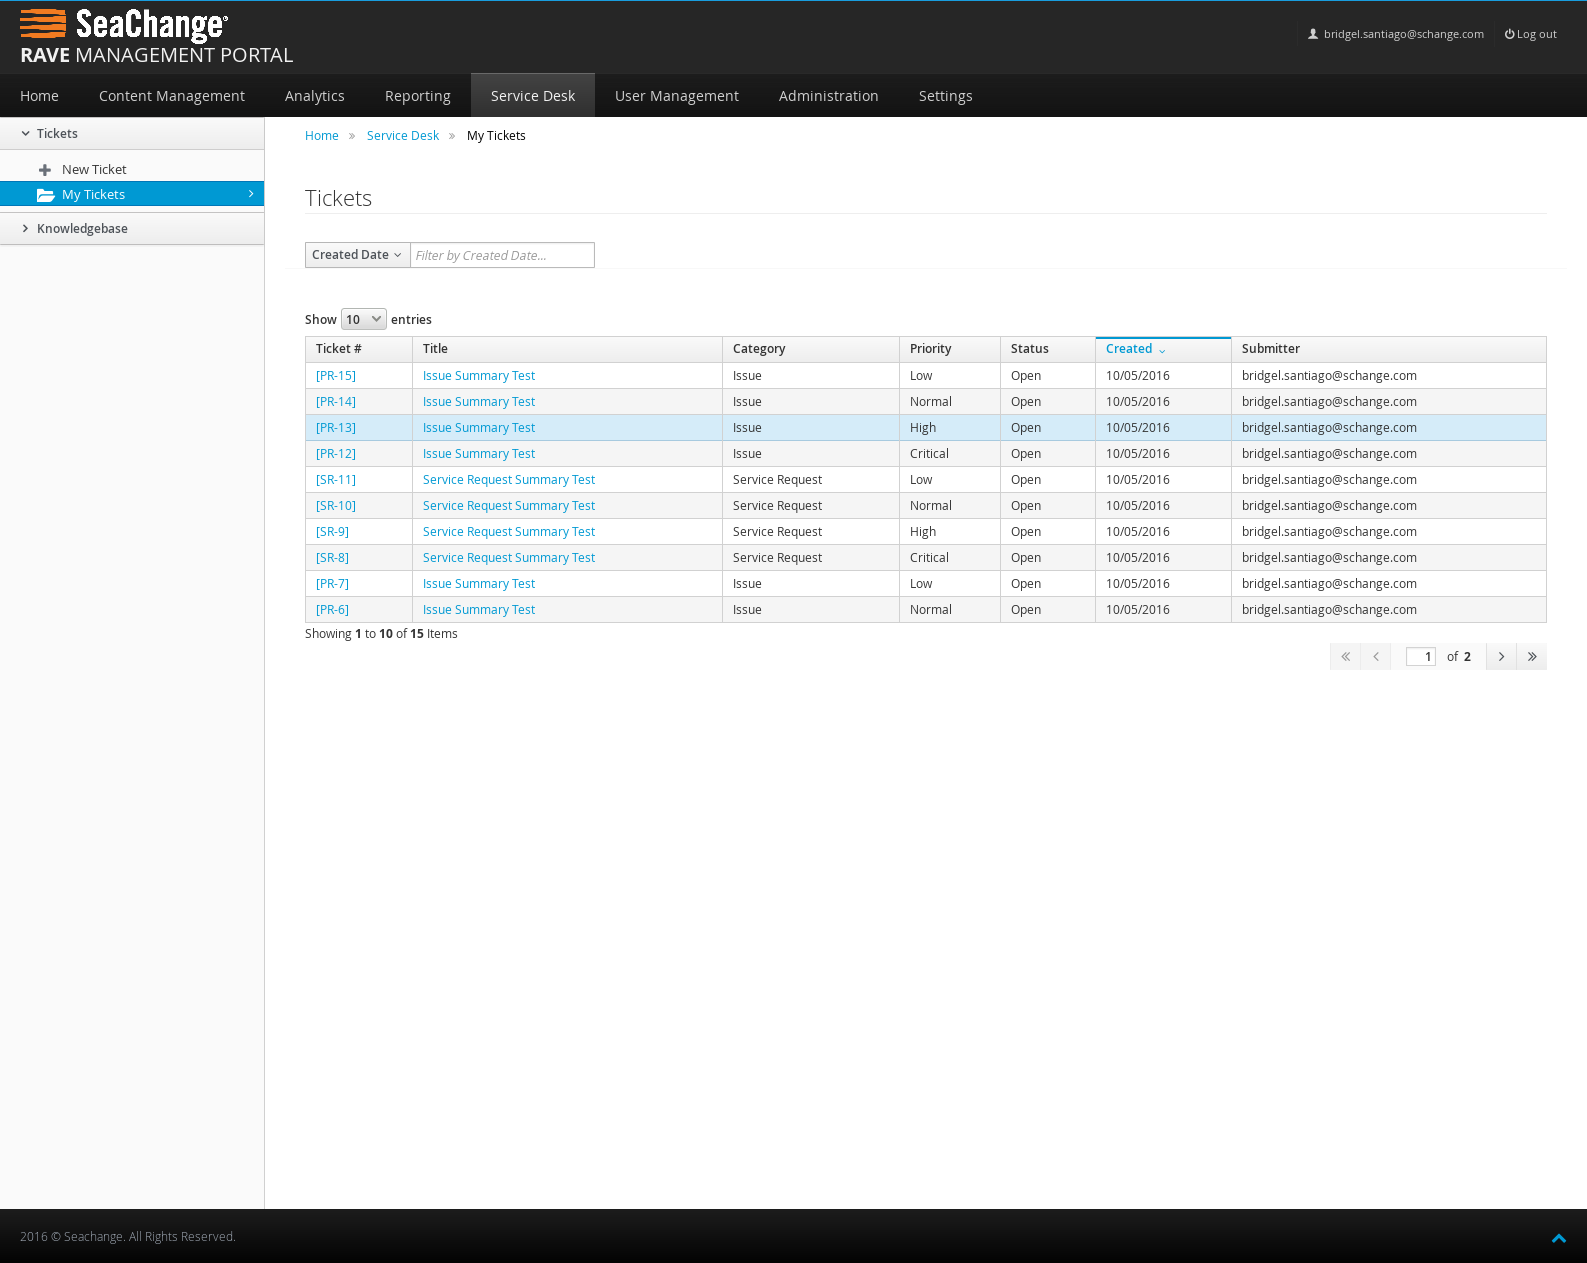 SeaChange®
RAVE MANAGEMENT PORTAL
bridgel.santiago@schange.com Log out
Home Content Management Analytics Reporting Service Desk User Management Administration Settings
Tickets
New Ticket
My Tickets
Knowledgebase
Home » Service Desk » My Tickets
Tickets
Created Date Filter by Created Date...
Show 10 entries
Ticket # Title Category Priority Status Created Submitter
[PR-15] Issue Summary Test Issue Low Open 10/05/2016 bridgel.santiago@schange.com
[PR-14] Issue Summary Test Issue Normal Open 10/05/2016 bridgel.santiago@schange.com
[PR-13] Issue Summary Test Issue High Open 10/05/2016 bridgel.santiago@schange.com
[PR-12] Issue Summary Test Issue Critical Open 10/05/2016 bridgel.santiago@schange.com
[SR-11] Service Request Summary Test Service Request Low Open 10/05/2016 bridgel.santiago@schange.com
[SR-10] Service Request Summary Test Service Request Normal Open 10/05/2016 bridgel.santiago@schange.com
[SR-9] Service Request Summary Test Service Request High Open 10/05/2016 bridgel.santiago@schange.com
[SR-8] Service Request Summary Test Service Request Critical Open 10/05/2016 bridgel.santiago@schange.com
[PR-7] Issue Summary Test Issue Low Open 10/05/2016 bridgel.santiago@schange.com
[PR-6] Issue Summary Test Issue Normal Open 10/05/2016 bridgel.santiago@schange.com
Showing 1 to 10 of 15 Items
1 of 2
2016 © Seachange. All Rights Reserved.